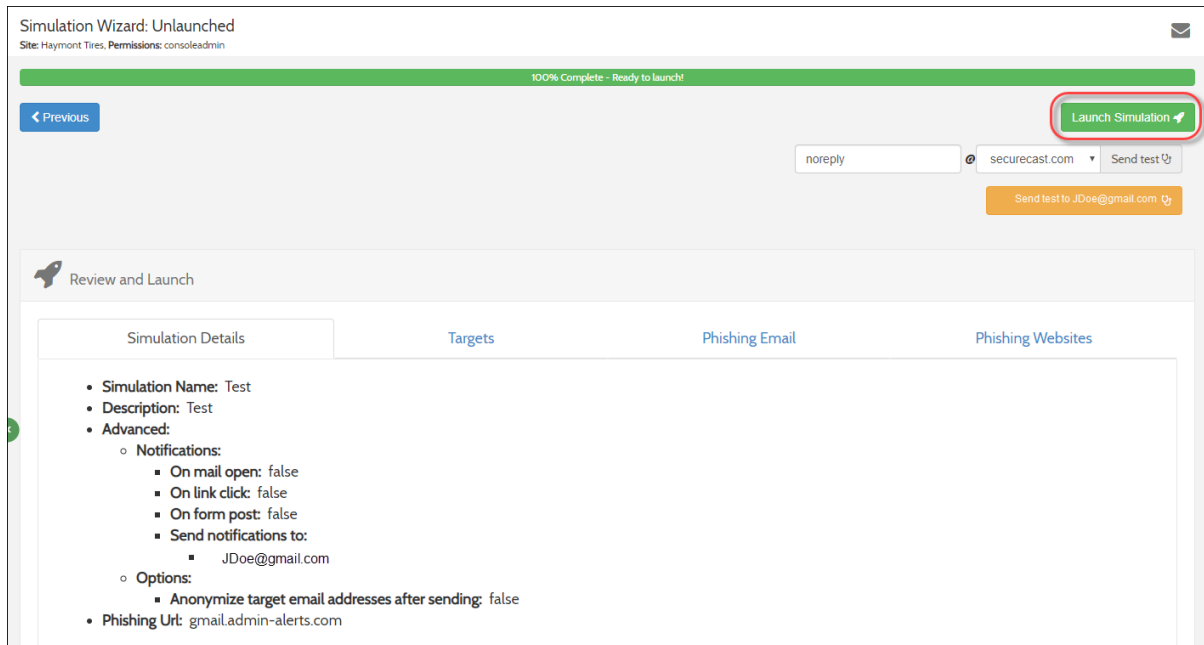 Simulation Wizard: Unlaunched
Site: Haymont Tires, Permissions: consoleadmin
100% Complete - Ready to launch!
Previous
Launch Simulation
noreply @ securecast.com Send test
Send test to JDoe@gmail.com
Review and Launch
Simulation Details Targets Phishing Email Phishing Websites
Simulation Name: Test
Description: Test
Advanced:
Notifications:
On mail open: false
On link click: false
On form post: false
Send notifications to:
JDoe@gmail.com
Options:
Anonymize target email addresses after sending: false
Phishing Url: gmail.admin-alerts.com